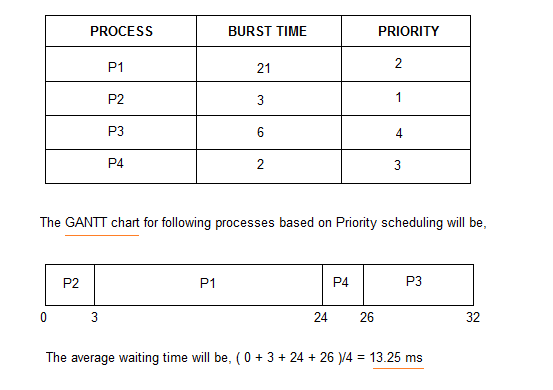 PROCESS BURST TIME PRIORITY
P1 21 2
P2 3 1
P3 6 4
P4 2 3
The GANTT chart for following processes based on Priority scheduling will be,
P2 P1 P4 P3
0 3 24 26 32
The average waiting time will be, ( 0 + 3 + 24 + 26 )/4 = 13.25 ms